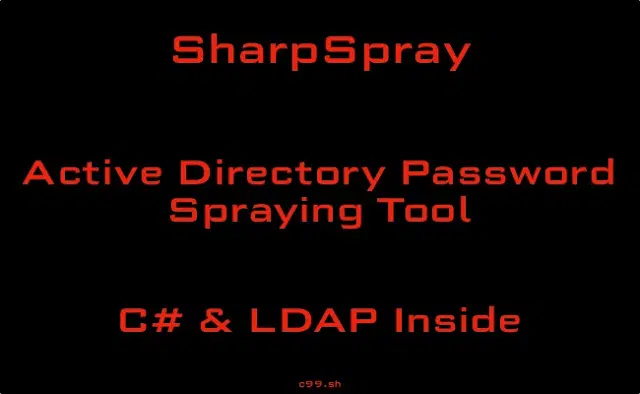 SharpSpray
Active Directory Password
Spraying Tool
C# & LDAP Inside
c99.sh